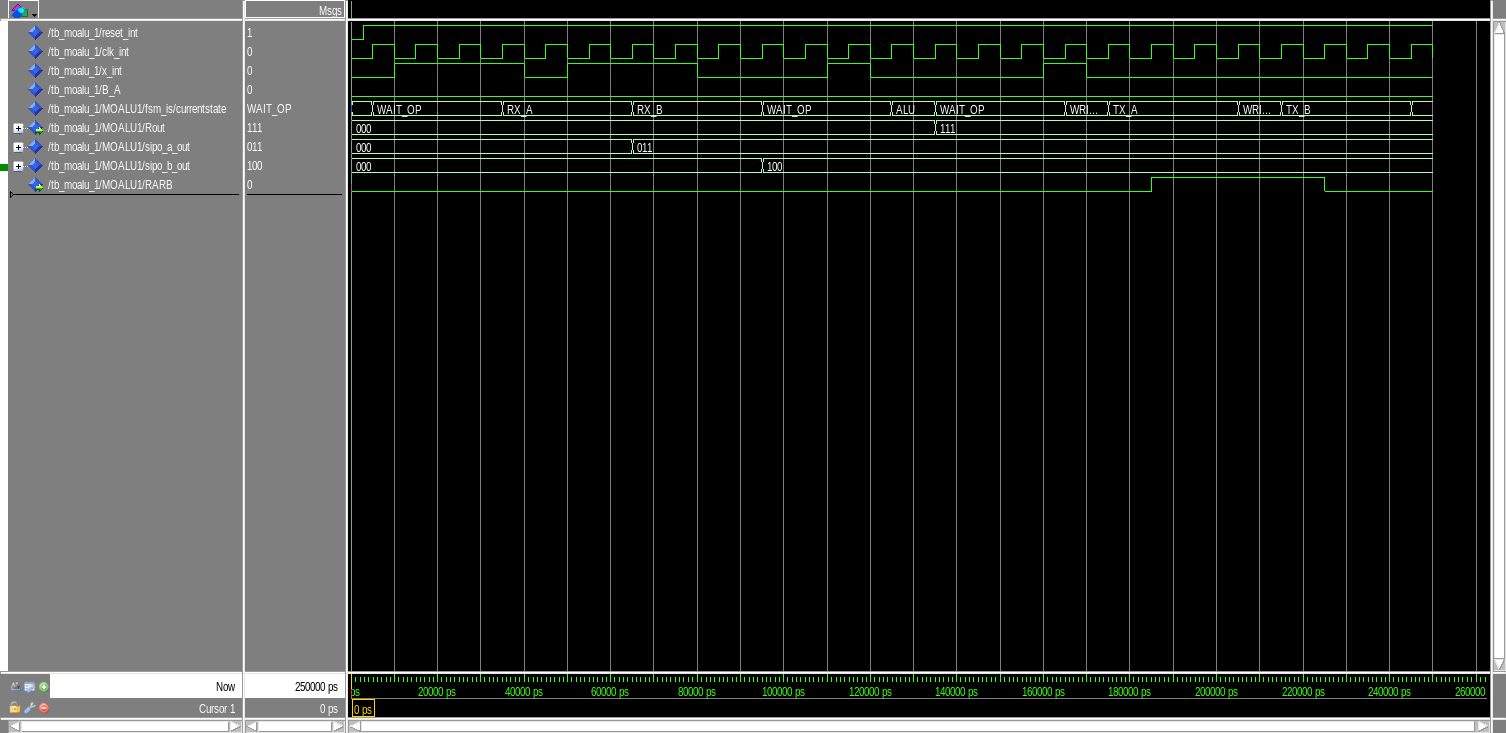 Msgs
/tb_moalu_1/reset_int 1
/tb_moalu_1/clk_int 0
/tb_moalu_1/x_int 0
/tb_moalu_1/B_A 0
/tb_moalu_1/MOALU1/fsm_is/currentstate WAIT_OP WAIT_OP RX_A RX_B WAIT_OP ALU WAIT_OP WRI... TX_A WRI... TX_B
/tb_moalu_1/MOALU1/Rout 111 000 111
/tb_moalu_1/MOALU1/sipo_a_out 011 000 011
/tb_moalu_1/MOALU1/sipo_b_out 100 000 100
/tb_moalu_1/MOALU1/RARB 0
Now 250000 ps ps 20000 ps 40000 ps 60000 ps 80000 ps 100000 ps 120000 ps 140000 ps 160000 ps 180000 ps 200000 ps 220000 ps 240000 ps 260000
Cursor 1 0 ps 0 ps